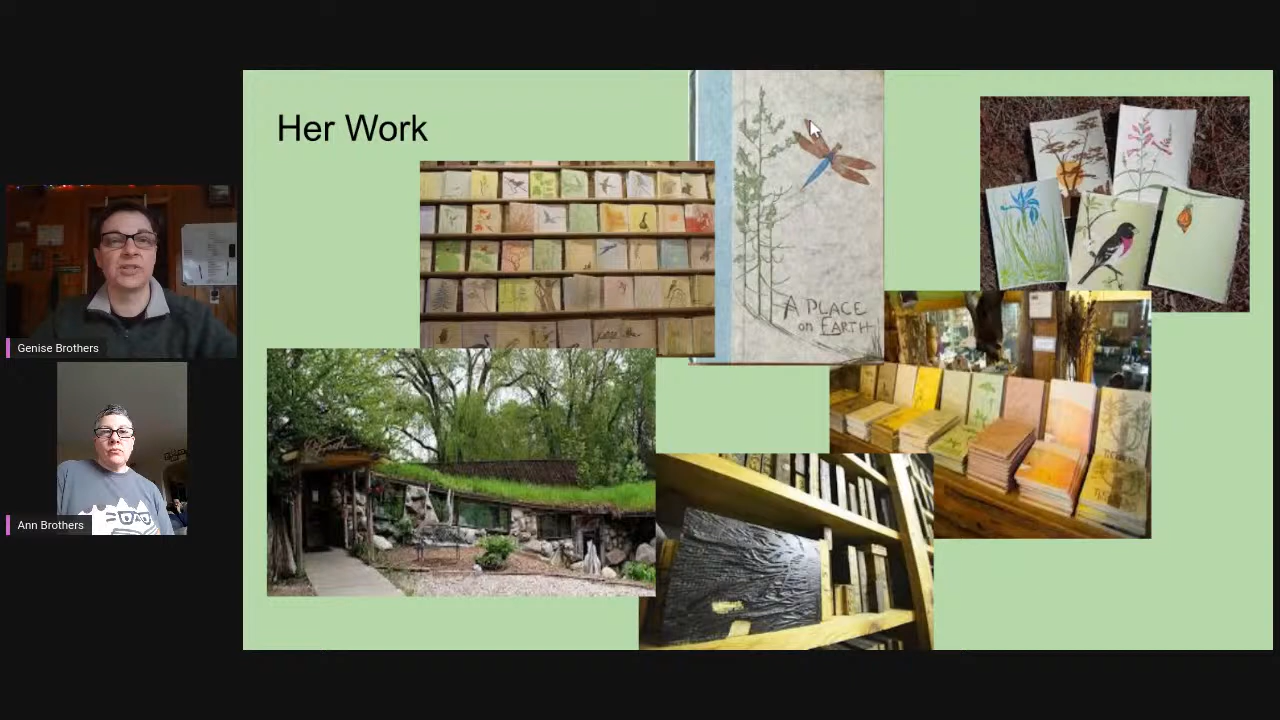 Her Work
A PLACE
on EARTH
Genise Brothers
Ann Brothers